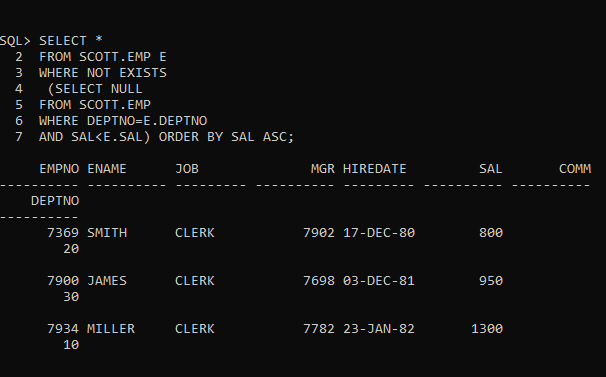 SQL> SELECT *
  2  FROM SCOTT.EMP E
  3  WHERE NOT EXISTS
  4   (SELECT NULL
  5  FROM SCOTT.EMP
  6  WHERE DEPTNO=E.DEPTNO
  7  AND SAL<E.SAL) ORDER BY SAL ASC;
     EMPNO ENAME      JOB              MGR HIREDATE         SAL       COMM
---------- ---------- --------- ---------- --------- ---------- ----------
    DEPTNO
----------
      7369 SMITH      CLERK           7902 17-DEC-80        800
        20
      7900 JAMES      CLERK           7698 03-DEC-81        950
        30
      7934 MILLER     CLERK           7782 23-JAN-82       1300
        10